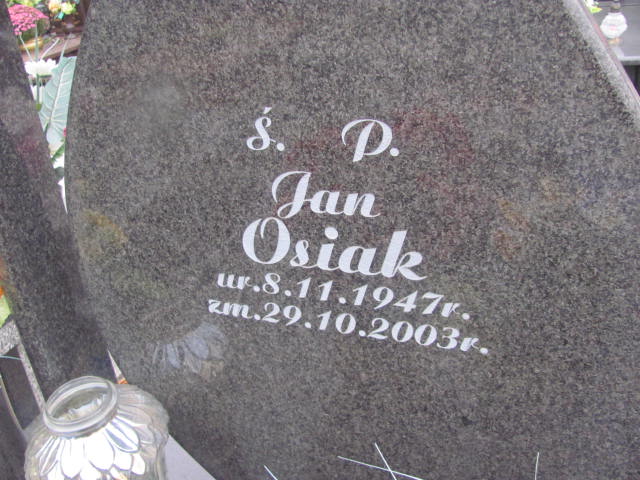 ś. P.
Jan
Osiak
ur.8.11.1947r.
zm.29.10.2003r.